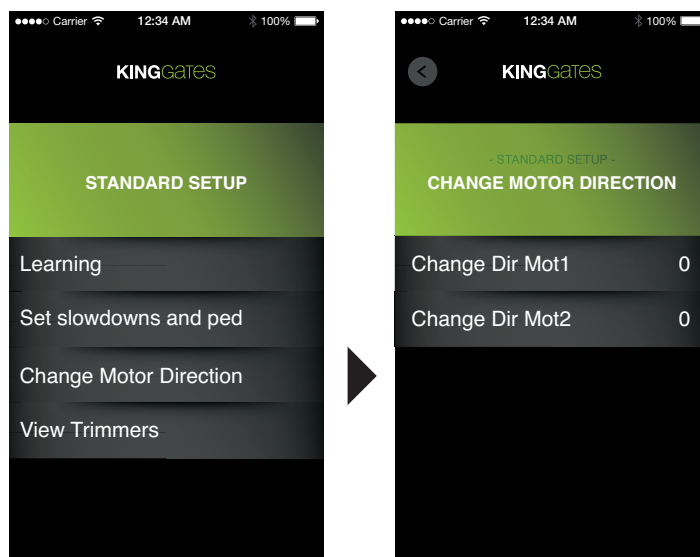 Carrier 12:34 AM 100%
KINGGATES
STANDARD SETUP
Learning
Set slowdowns and ped
Change Motor Direction
View Trimmers
Carrier 12:34 AM 100%
<
KINGGATES
- STANDARD SETUP -
CHANGE MOTOR DIRECTION
Change Dir Mot1 0
Change Dir Mot2 0